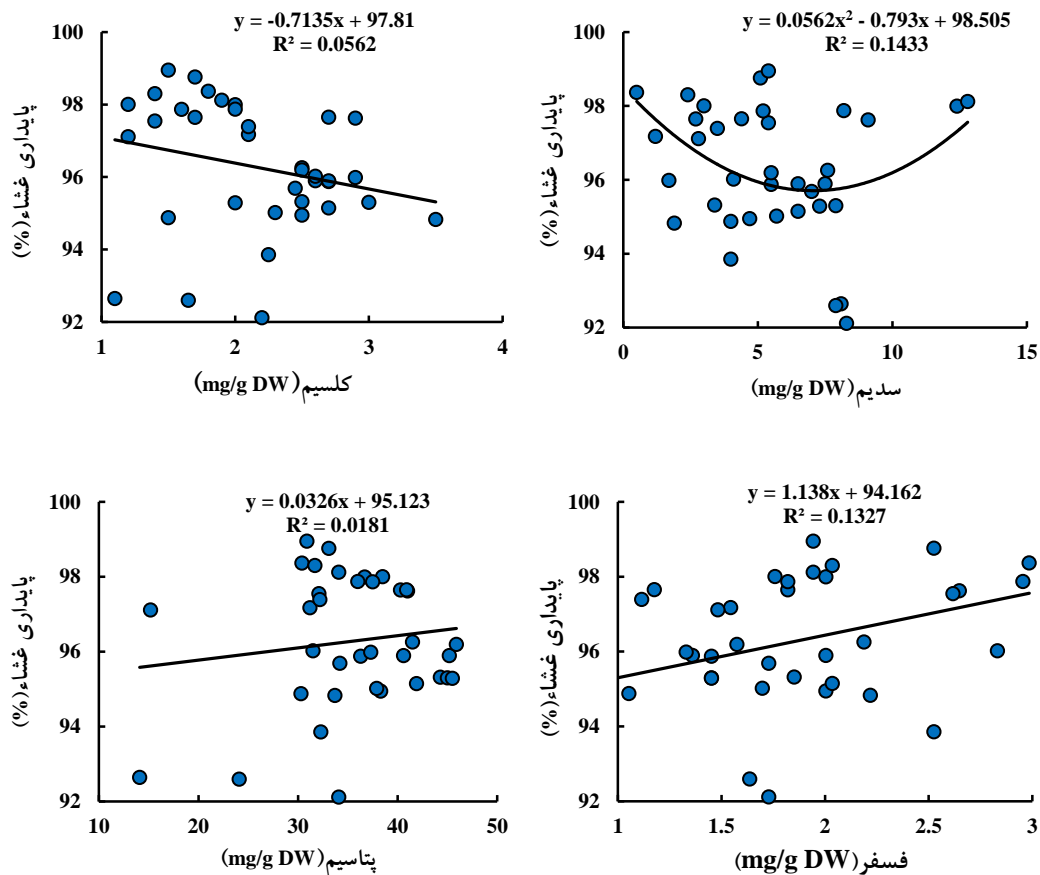 y = -0.7135x + 97.81
R² = 0.0562
100
98
96
94
92
پایداری غشاء(%)
1
2
3
4
کلسیم(mg/g DW)
y = 0.0562x² - 0.793x + 98.505
R² = 0.1433
100
98
96
94
92
پایداری غشاء(%)
0
5
10
15
سدیم(mg/g DW)
y = 0.0326x + 95.123
R² = 0.0181
100
98
96
94
92
پایداری غشاء(%)
10
20
30
40
50
پتاسیم(mg/g DW)
y = 1.138x + 94.162
R² = 0.1327
100
98
96
94
92
پایداری غشاء(%)
1
1.5
2
2.5
3
فسفر(mg/g DW)